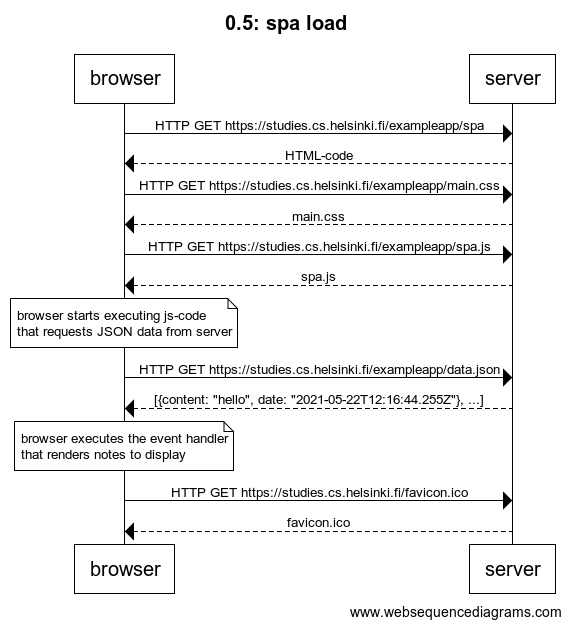 0.5: spa load
browser
server
HTTP GET https://studies.cs.helsinki.fi/exampleapp/spa
HTML-code
HTTP GET https://studies.cs.helsinki.fi/exampleapp/main.css
main.css
HTTP GET https://studies.cs.helsinki.fi/exampleapp/spa.js
spa.js
browser starts executing js-code
that requests JSON data from server
HTTP GET https://studies.cs.helsinki.fi/exampleapp/data.json
[{content: "hello", date: "2021-05-22T12:16:44.255Z"}, ...]
browser executes the event handler
that renders notes to display
HTTP GET https://studies.cs.helsinki.fi/favicon.ico
favicon.ico
browser
server
www.websequencediagrams.com